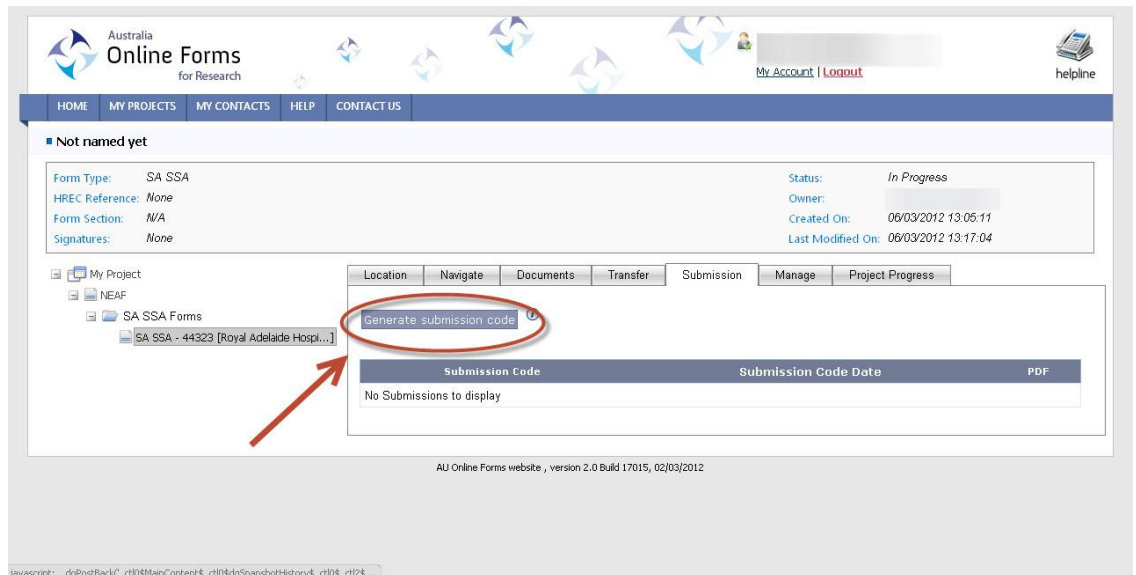 Australia
Online Forms
for Research
My Account | Logout
helpline
HOME MY PROJECTS MY CONTACTS HELP CONTACT US
Not named yet
Form Type: SA SSA
HREC Reference: None
Form Section: N/A
Signatures: None
Status: In Progress
Owner:
Created On: 06/03/2012 13:05:11
Last Modified On: 06/03/2012 13:17:04
My Project
NEAF
SA SSA Forms
SA SSA - 44323 [Royal Adelaide Hospi...]
Location Navigate Documents Transfer Submission Manage Project Progress
Generate submission code
Submission Code Submission Code Date PDF
No Submissions to display
AU Online Forms website , version 2.0 Build 17015, 02/03/2012